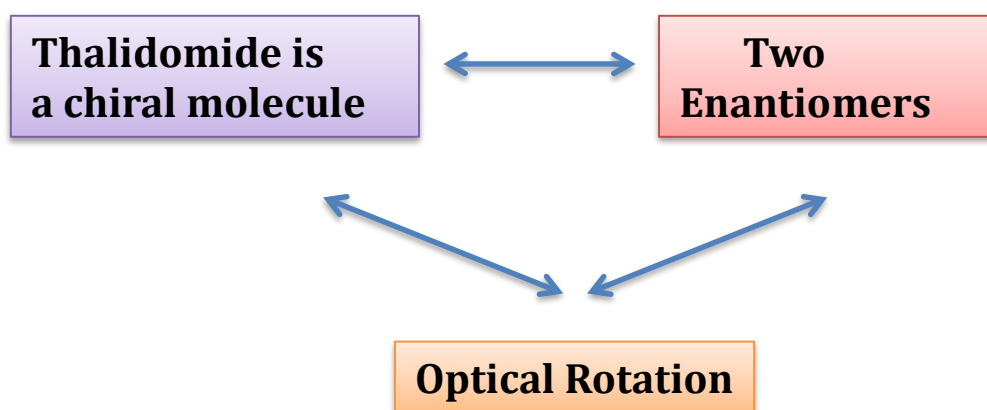 Thalidomide is
a chiral molecule
Two
Enantiomers
Optical Rotation